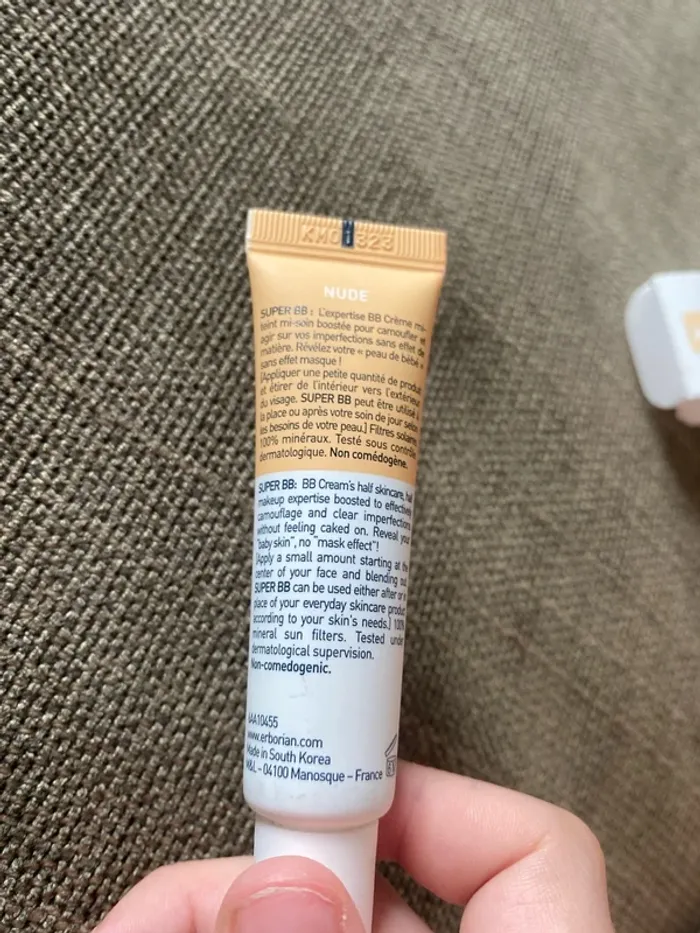 KM01323
NUDE
SUPER BB : L'expertise BB Crème mi-
teint mi-soin boostée pour camoufler et
agir sur vos imperfections sans effet de
matière. Révélez votre « peau de bébé »
sans effet masque !
[Appliquer une petite quantité de produit
et étirer de l'intérieur vers l'extérieur
du visage. SUPER BB peut être utilisé à
la place ou après votre soin de jour selon
les besoins de votre peau.] Filtres solaires
100% minéraux. Testé sous contrôle
dermatologique. Non comédogène.
SUPER BB: BB Cream's half skincare, half
makeup expertise boosted to effectively
camouflage and clear imperfections
without feeling caked on. Reveal your
"baby skin", no "mask effect"!
[Apply a small amount starting at the
center of your face and blending out.
SUPER BB can be used either after or in
place of your everyday skincare product
according to your skin's needs.] 100%
mineral sun filters. Tested under
dermatological supervision.
Non-comedogenic.
www.erborian.com
Made in South Korea
M&L - 04100 Manosque - France